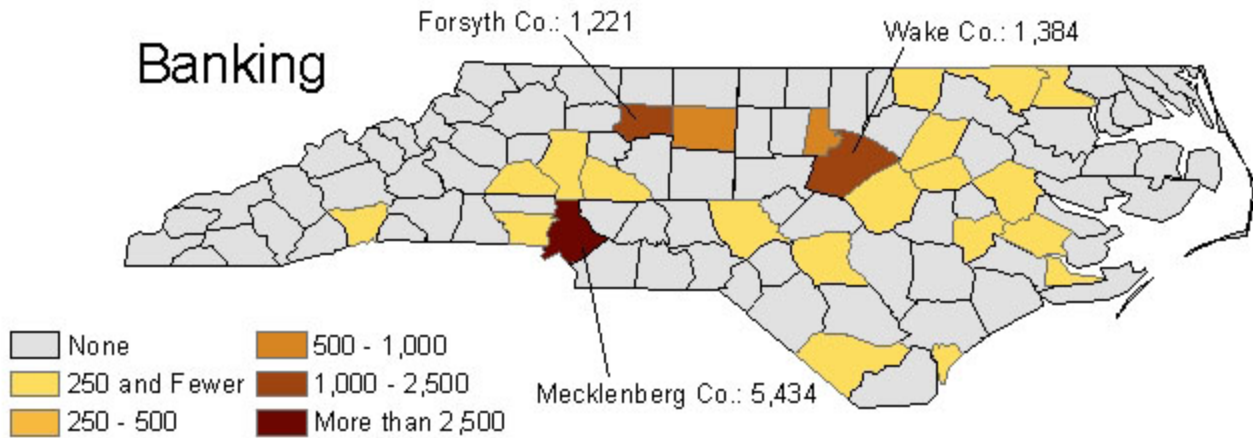 Forsyth Co.: 1,221
Wake Co.: 1,384
Banking
None
250 and Fewer
250 - 500
500 - 1,000
1,000 - 2,500
More than 2,500
Mecklenberg Co.: 5,434